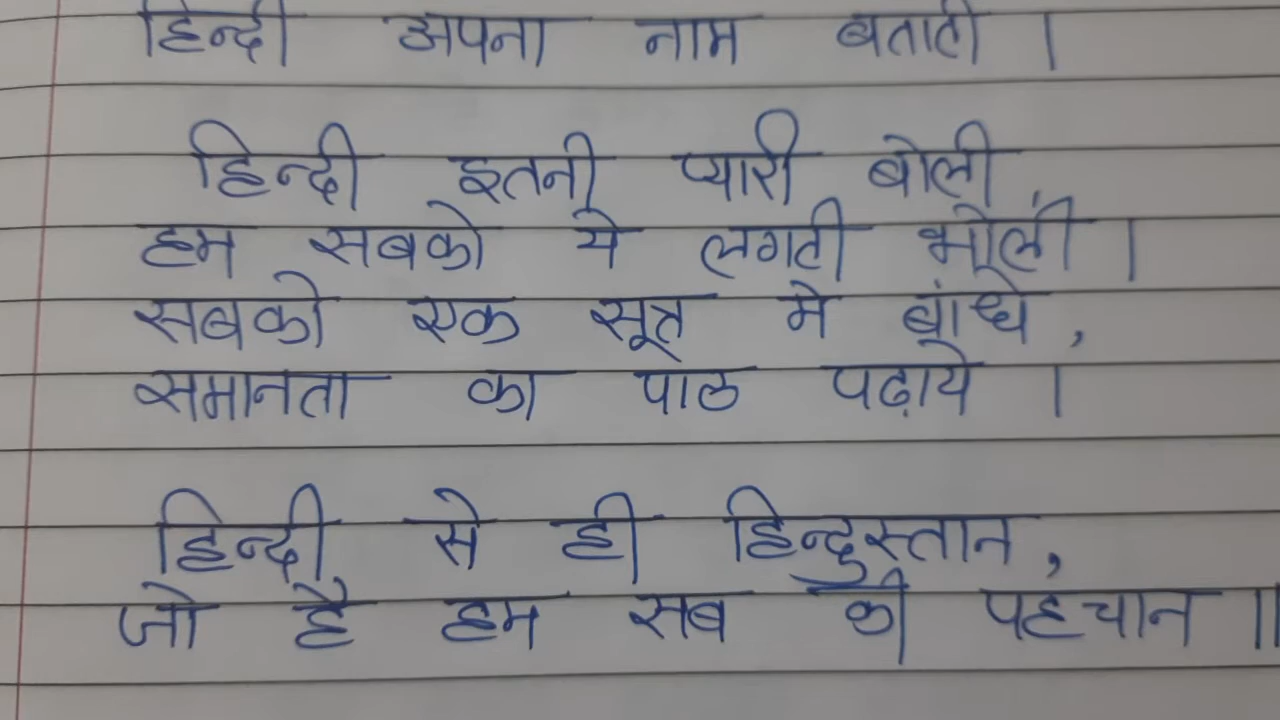 हिन्दी अपना नाम बताती ।
हिन्दी इतनी प्यारी बोली,
हम सबको ये लगती भोली ।
सबको एक सूत्र मे बांधे ,
समानता का पाठ पढ़ाये ।
हिन्दी से ही हिन्दुस्तान ,
जो है हम सब की पहचान ॥